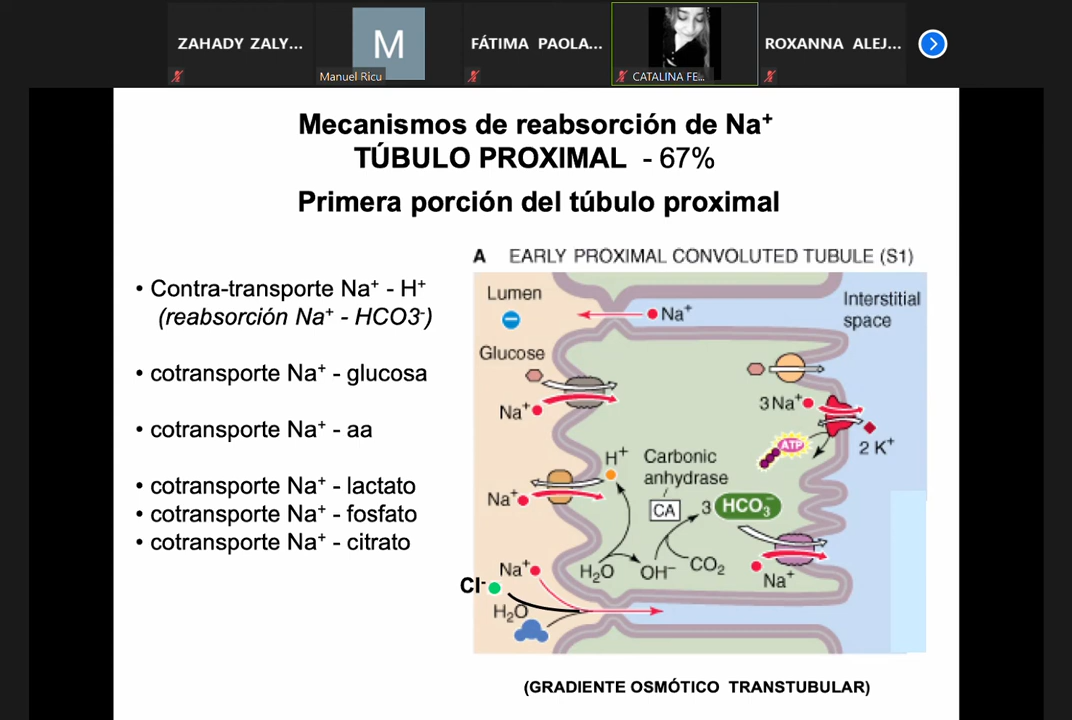 ZAHADY ZALY...
M
Manuel Ricu
FÁTIMA PAOLA...
CATALINA FE...
ROXANNA ALEJ...
Mecanismos de reabsorción de Na⁺
TÚBULO PROXIMAL - 67%
Primera porción del túbulo proximal
• Contra-transporte Na⁺ - H⁺
(reabsorción Na⁺ - HCO3⁻)
• cotransporte Na⁺ - glucosa
• cotransporte Na⁺ - aa
• cotransporte Na⁺ - lactato
• cotransporte Na⁺ - fosfato
• cotransporte Na⁺ - citrato
A EARLY PROXIMAL CONVOLUTED TUBULE (S1)
Lumen
Na⁺
Interstitial
space
Glucose
Na⁺
3Na⁺
ATP
2 K⁺
H⁺
Carbonic
anhydrase
Na⁺
CA
3 HCO₃⁻
Na⁺
H₂O
OH⁻
CO₂
Na⁺
Cl⁻
H₂O
(GRADIENTE OSMÓTICO TRANSTUBULAR)